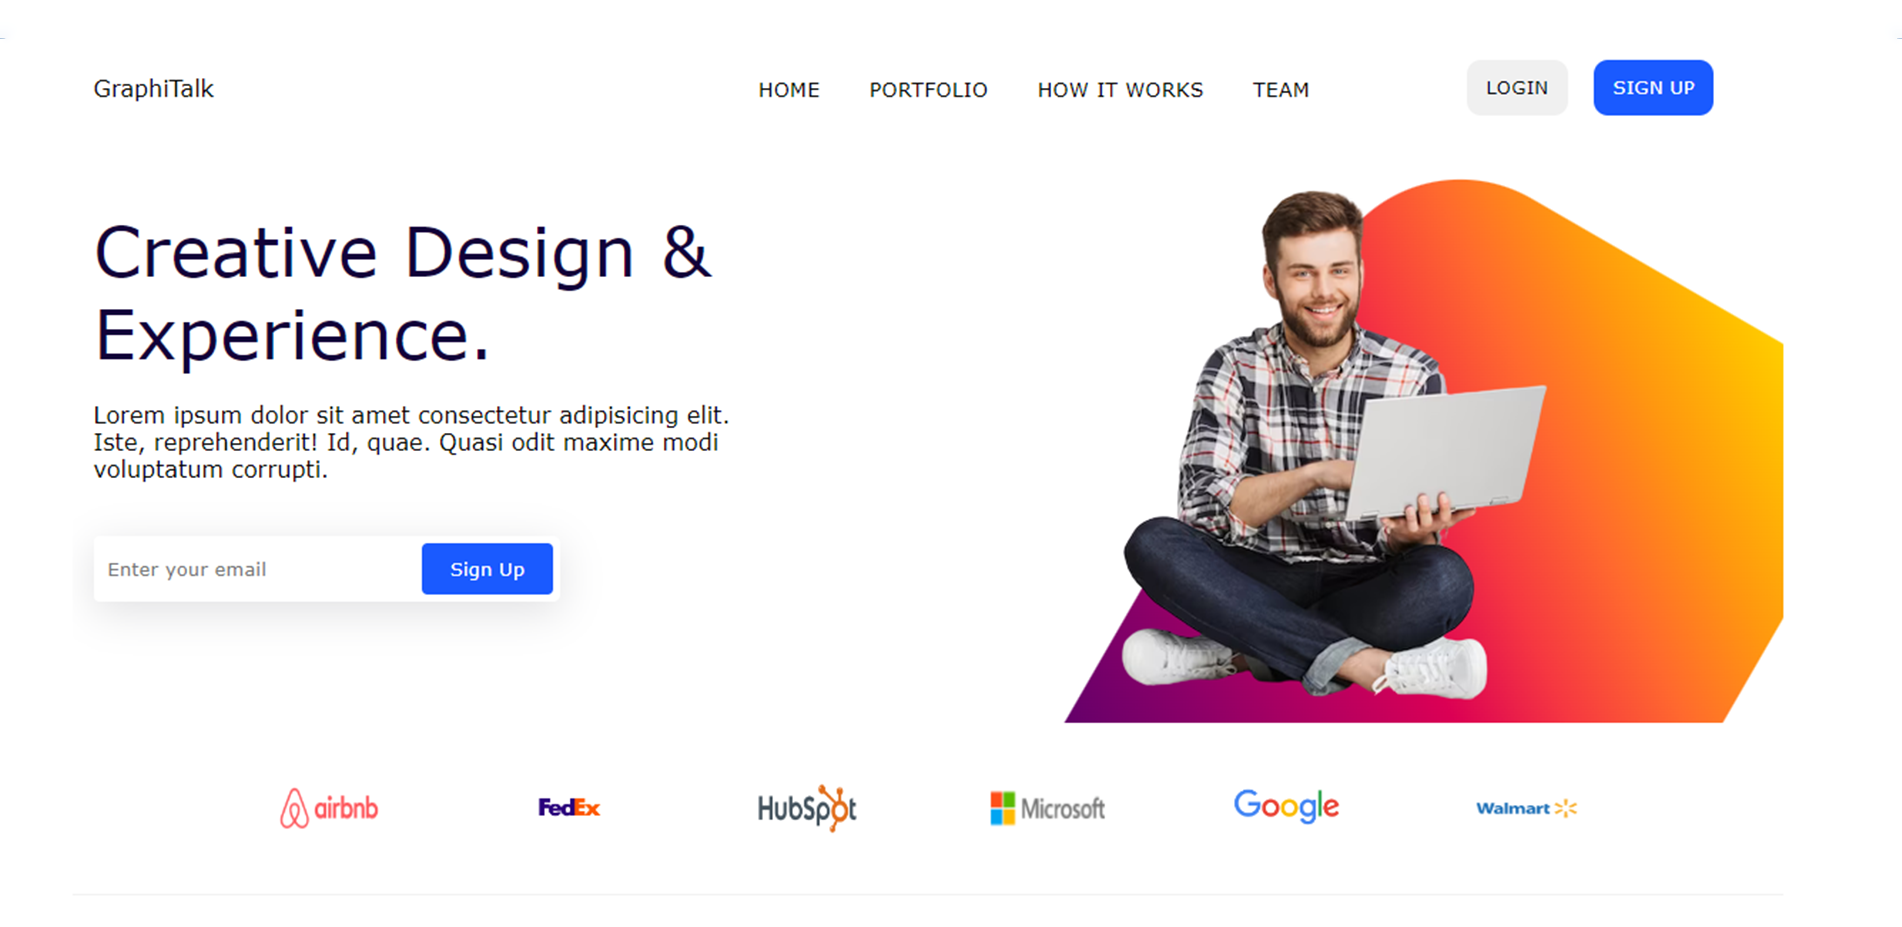 GraphiTalk
HOME PORTFOLIO HOW IT WORKS TEAM
LOGIN SIGN UP
Creative Design &
Experience.
Lorem ipsum dolor sit amet consectetur adipisicing elit.
Iste, reprehenderit! Id, quae. Quasi odit maxime modi
voluptatum corrupti.
Enter your email Sign Up
airbnb FedEx HubSpot Microsoft Google Walmart